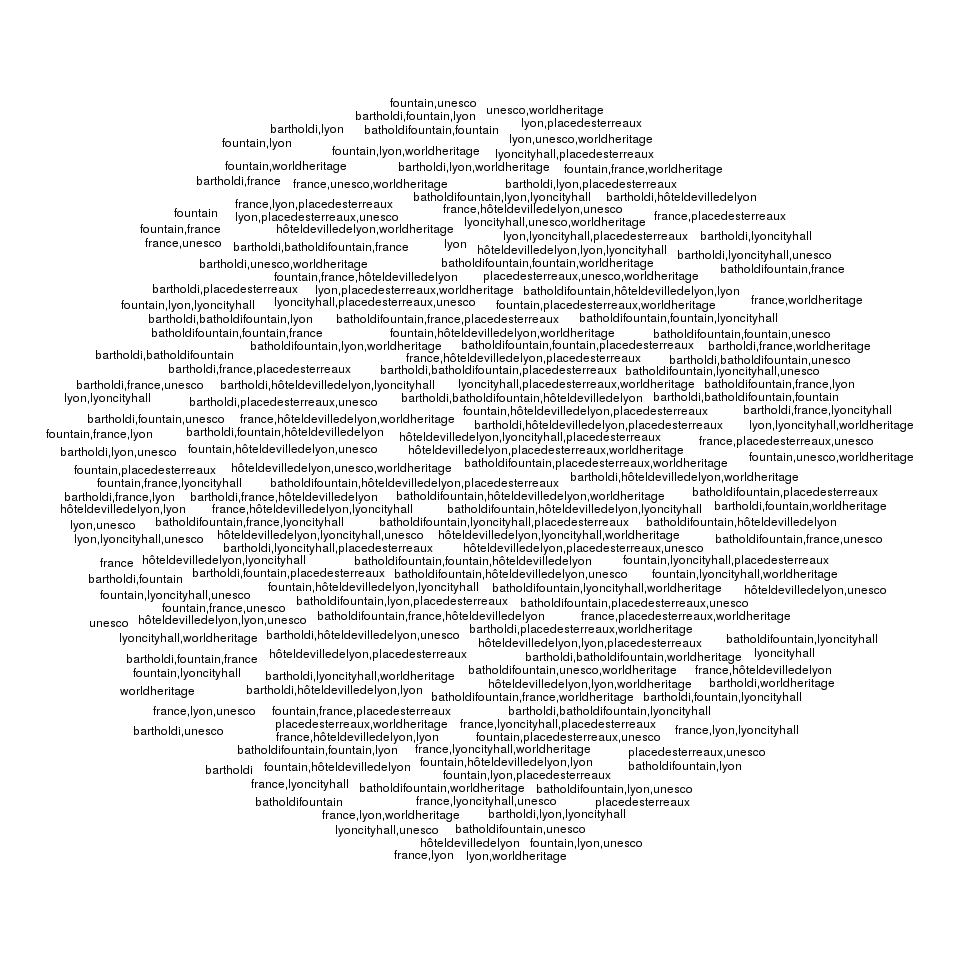 fountain,unesco
unesco,worldheritage
bartholdi,fountain,lyon
lyon,placedesterreaux
bartholdi,lyon
batholdifountain,fountain
lyon,unesco,worldheritage
fountain,lyon
fountain,lyon,worldheritage
lyoncityhall,placedesterreaux
fountain,worldheritage
bartholdi,lyon,worldheritage
fountain,france,worldheritage
bartholdi,france
france,unesco,worldheritage
bartholdi,lyon,placedesterreaux
batholdifountain,lyon,lyoncityhall
bartholdi,hôteldevilledelyon
france,lyon,placedesterreaux
france,hôteldevilledelyon,unesco
fountain
lyon,placedesterreaux,unesco
france,placedesterreaux
lyoncityhall,unesco,worldheritage
fountain,france
hôteldevilledelyon,worldheritage
lyon,lyoncityhall,placedesterreaux
bartholdi,lyoncityhall
france,unesco
bartholdi,batholdifountain,france
lyon
hôteldevilledelyon,lyon,lyoncityhall
bartholdi,lyoncityhall,unesco
bartholdi,unesco,worldheritage
batholdifountain,fountain,worldheritage
batholdifountain,france
fountain,france,hôteldevilledelyon
placedesterreaux,unesco,worldheritage
bartholdi,placedesterreaux
lyon,placedesterreaux,worldheritage
batholdifountain,hôteldevilledelyon,lyon
fountain,lyon,lyoncityhall
lyoncityhall,placedesterreaux,unesco
fountain,placedesterreaux,worldheritage
france,worldheritage
bartholdi,batholdifountain,lyon
batholdifountain,france,placedesterreaux
batholdifountain,fountain,lyoncityhall
batholdifountain,fountain,france
fountain,hôteldevilledelyon,worldheritage
batholdifountain,fountain,unesco
batholdifountain,lyon,worldheritage
batholdifountain,fountain,placedesterreaux
bartholdi,france,worldheritage
bartholdi,batholdifountain
france,hôteldevilledelyon,placedesterreaux
bartholdi,batholdifountain,unesco
bartholdi,france,placedesterreaux
bartholdi,batholdifountain,placedesterreaux
batholdifountain,lyoncityhall,unesco
bartholdi,france,unesco
bartholdi,hôteldevilledelyon,lyoncityhall
lyoncityhall,placedesterreaux,worldheritage
batholdifountain,france,lyon
lyon,lyoncityhall
bartholdi,placedesterreaux,unesco
bartholdi,batholdifountain,hôteldevilledelyon
bartholdi,batholdifountain,fountain
fountain,hôteldevilledelyon,placedesterreaux
bartholdi,france,lyoncityhall
bartholdi,fountain,unesco
france,hôteldevilledelyon,worldheritage
bartholdi,hôteldevilledelyon,placedesterreaux
lyon,lyoncityhall,worldheritage
fountain,france,lyon
bartholdi,fountain,hôteldevilledelyon
hôteldevilledelyon,lyoncityhall,placedesterreaux
france,placedesterreaux,unesco
bartholdi,lyon,unesco
fountain,hôteldevilledelyon,unesco
hôteldevilledelyon,placedesterreaux,worldheritage
fountain,unesco,worldheritage
fountain,placedesterreaux
hôteldevilledelyon,unesco,worldheritage
batholdifountain,placedesterreaux,worldheritage
bartholdi,hôteldevilledelyon,worldheritage
fountain,france,lyoncityhall
batholdifountain,hôteldevilledelyon,placedesterreaux
batholdifountain,placedesterreaux
bartholdi,france,lyon
bartholdi,france,hôteldevilledelyon
batholdifountain,hôteldevilledelyon,worldheritage
bartholdi,fountain,worldheritage
hôteldevilledelyon,lyon
france,hôteldevilledelyon,lyoncityhall
batholdifountain,hôteldevilledelyon,lyoncityhall
lyon,unesco
batholdifountain,france,lyoncityhall
batholdifountain,lyoncityhall,placedesterreaux
batholdifountain,hôteldevilledelyon
lyon,lyoncityhall,unesco
hôteldevilledelyon,lyoncityhall,unesco
hôteldevilledelyon,lyoncityhall,worldheritage
batholdifountain,france,unesco
bartholdi,lyoncityhall,placedesterreaux
hôteldevilledelyon,placedesterreaux,unesco
france
hôteldevilledelyon,lyoncityhall
batholdifountain,fountain,hôteldevilledelyon
fountain,lyoncityhall,placedesterreaux
bartholdi,fountain
bartholdi,fountain,placedesterreaux
batholdifountain,hôteldevilledelyon,unesco
fountain,lyoncityhall,worldheritage
fountain,lyoncityhall,unesco
fountain,hôteldevilledelyon,lyoncityhall
batholdifountain,lyoncityhall,worldheritage
hôteldevilledelyon,unesco
fountain,france,unesco
batholdifountain,lyon,placedesterreaux
batholdifountain,placedesterreaux,unesco
unesco
hôteldevilledelyon,lyon,unesco
batholdifountain,france,hôteldevilledelyon
france,placedesterreaux,worldheritage
bartholdi,placedesterreaux,worldheritage
lyoncityhall,worldheritage
bartholdi,hôteldevilledelyon,unesco
hôteldevilledelyon,lyon,placedesterreaux
batholdifountain,lyoncityhall
bartholdi,fountain,france
hôteldevilledelyon,placedesterreaux
bartholdi,batholdifountain,worldheritage
lyoncityhall
fountain,lyoncityhall
bartholdi,lyoncityhall,worldheritage
batholdifountain,unesco,worldheritage
france,hôteldevilledelyon
worldheritage
bartholdi,hôteldevilledelyon,lyon
hôteldevilledelyon,lyon,worldheritage
bartholdi,worldheritage
batholdifountain,france,worldheritage
bartholdi,fountain,lyoncityhall
france,lyon,unesco
fountain,france,placedesterreaux
bartholdi,batholdifountain,lyoncityhall
bartholdi,unesco
placedesterreaux,worldheritage
france,lyoncityhall,placedesterreaux
france,lyon,lyoncityhall
france,hôteldevilledelyon,lyon
fountain,placedesterreaux,unesco
batholdifountain,fountain,lyon
france,lyoncityhall,worldheritage
placedesterreaux,unesco
bartholdi
fountain,hôteldevilledelyon
fountain,hôteldevilledelyon,lyon
batholdifountain,lyon
fountain,lyon,placedesterreaux
france,lyoncityhall
batholdifountain,worldheritage
batholdifountain,lyon,unesco
batholdifountain
france,lyoncityhall,unesco
placedesterreaux
france,lyon,worldheritage
bartholdi,lyon,lyoncityhall
lyoncityhall,unesco
batholdifountain,unesco
hôteldevilledelyon
fountain,lyon,unesco
france,lyon
lyon,worldheritage